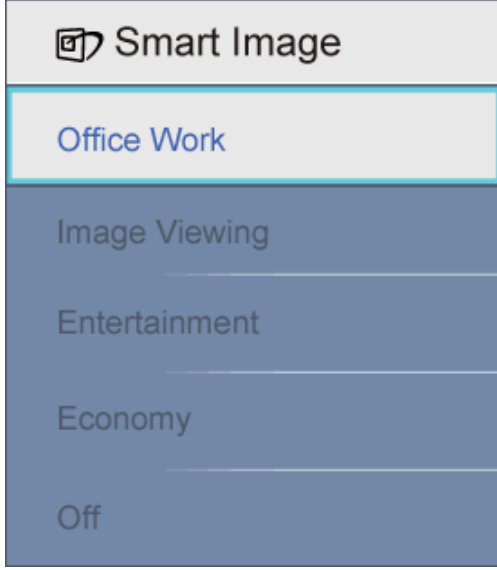 Smart Image
Office Work
Image Viewing
Entertainment
Economy
Off